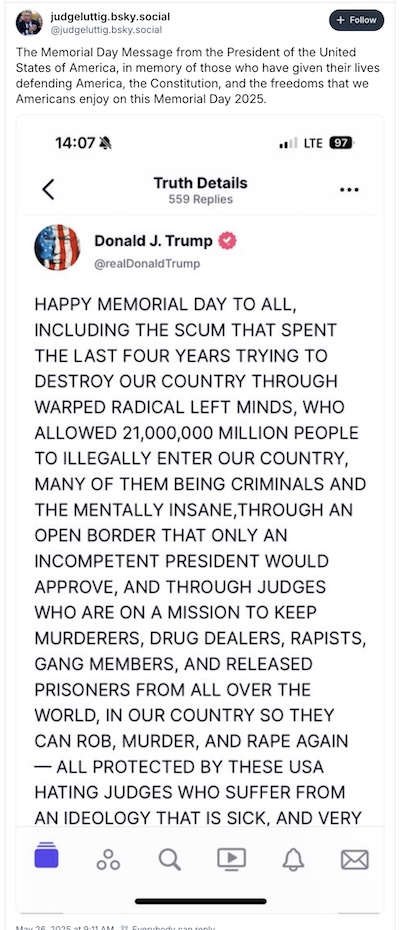 judgeluttig.bsky.social
@judgeluttig.bsky.social
+ Follow
The Memorial Day Message from the President of the United
States of America, in memory of those who have given their lives
defending America, the Constitution, and the freedoms that we
Americans enjoy on this Memorial Day 2025.
14:07
LTE 97
Truth Details
559 Replies
Donald J. Trump
@realDonaldTrump
HAPPY MEMORIAL DAY TO ALL,
INCLUDING THE SCUM THAT SPENT
THE LAST FOUR YEARS TRYING TO
DESTROY OUR COUNTRY THROUGH
WARPED RADICAL LEFT MINDS, WHO
ALLOWED 21,000,000 MILLION PEOPLE
TO ILLEGALLY ENTER OUR COUNTRY,
MANY OF THEM BEING CRIMINALS AND
THE MENTALLY INSANE,THROUGH AN
OPEN BORDER THAT ONLY AN
INCOMPETENT PRESIDENT WOULD
APPROVE, AND THROUGH JUDGES
WHO ARE ON A MISSION TO KEEP
MURDERERS, DRUG DEALERS, RAPISTS,
GANG MEMBERS, AND RELEASED
PRISONERS FROM ALL OVER THE
WORLD, IN OUR COUNTRY SO THEY
CAN ROB, MURDER, AND RAPE AGAIN
— ALL PROTECTED BY THESE USA
HATING JUDGES WHO SUFFER FROM
AN IDEOLOGY THAT IS SICK, AND VERY
May 26, 2025 at 9:11 AM Everybody can reply